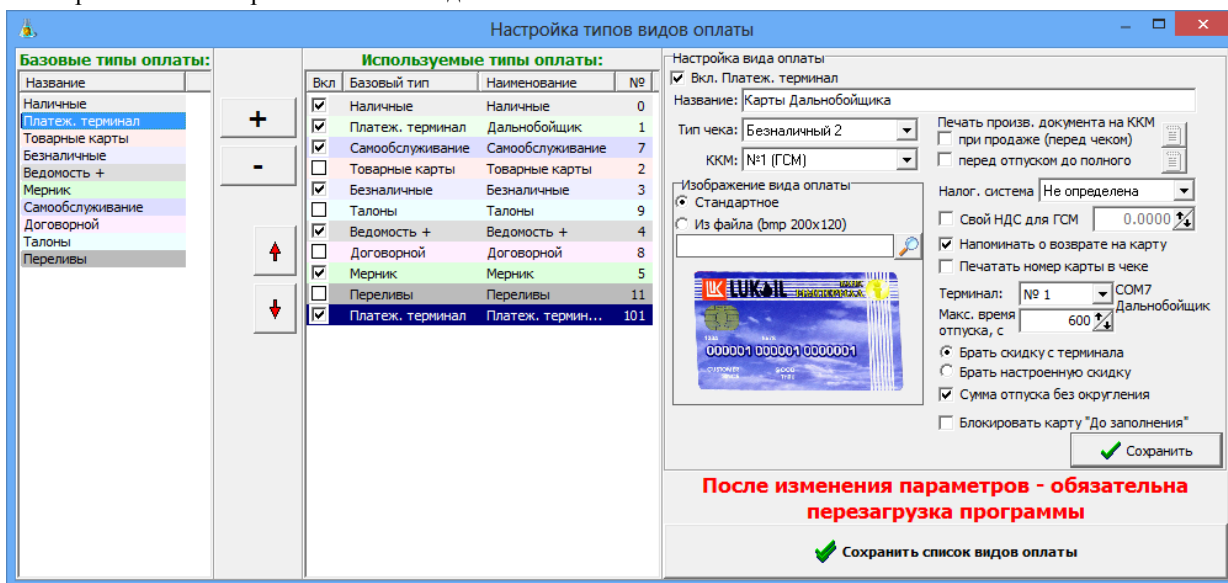 Настройка типов видов оплаты
Базовые типы оплаты:
Название
Наличные
Платеж. терминал
Товарные карты
Безналичные
Ведомость +
Мерник
Самообслуживание
Договорной
Талоны
Переливы
+
-
Используемые типы оплаты:
Вкл Базовый тип Наименование №
Наличные Наличные 0
Платеж. терминал Дальнобойщик 1
Самообслуживание Самообслуживание 7
Товарные карты Товарные карты 2
Безналичные Безналичные 3
Талоны Талоны 9
Ведомость + Ведомость + 4
Договорной Договорной 8
Мерник Мерник 5
Переливы Переливы 11
Платеж. терминал Платеж. термин... 101
Настройка вида оплаты
Вкл. Платеж. терминал
Название: Карты Дальнобойщика
Тип чека: Безналичный 2
ККМ: №1 (ГСМ)
Изображение вида оплаты
Стандартное
Из файла (bmp 200x120)
LUKOIL
000001 000001 0000001
Печать произв. документа на ККМ
при продаже (перед чеком)
перед отпуском до полного
Налог. система Не определена
Свой НДС для ГСМ 0.0000
Напоминать о возврате на карту
Печатать номер карты в чеке
Терминал: № 1 COM7
Дальнобойщик
Макс. время
отпуска, с 600
Брать скидку с терминала
Брать настроенную скидку
Сумма отпуска без округления
Блокировать карту "До заполнения"
Сохранить
После изменения параметров - обязательна
перезагрузка программы
Сохранить список видов оплаты